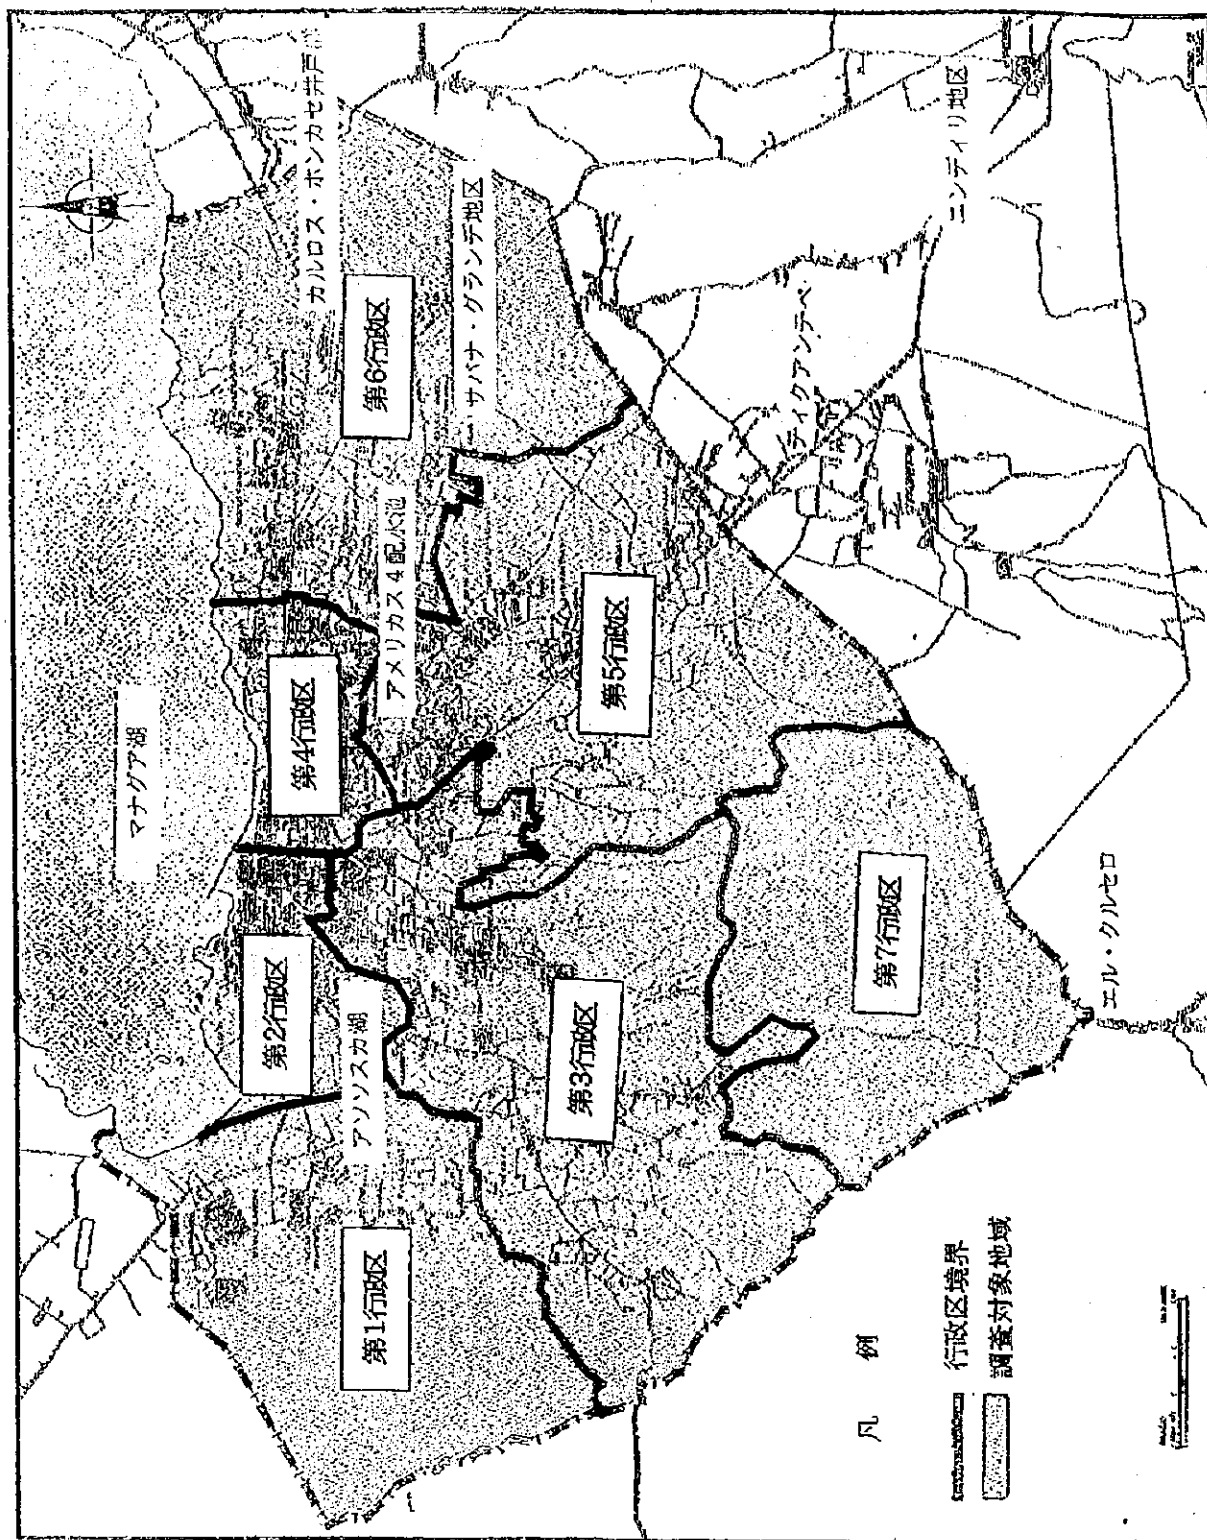 マナグア湖
カルロス・ホンカセ井戸
第6行政区
サバナ・グランデ地区
第4行政区
アメリカス4配水池
第2行政区
アソソスカ湖
第5行政区
第1行政区
第3行政区
第7行政区
ティクアンテペ
ニンディリ地区
エル・クルセロ
凡 例
行政区境界
調査対象地域